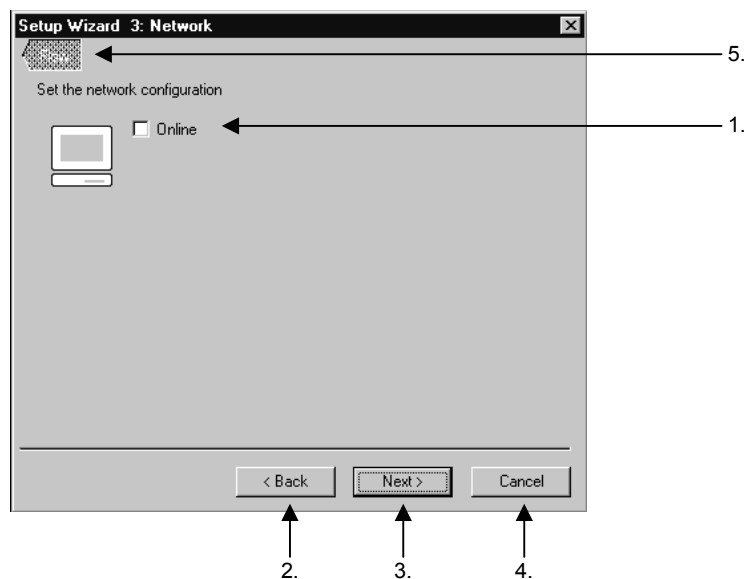 Setup Wizard 3: Network
5.
Set the network configuration
Online
1.
< Back
Next >
Cancel
2.
3.
4.